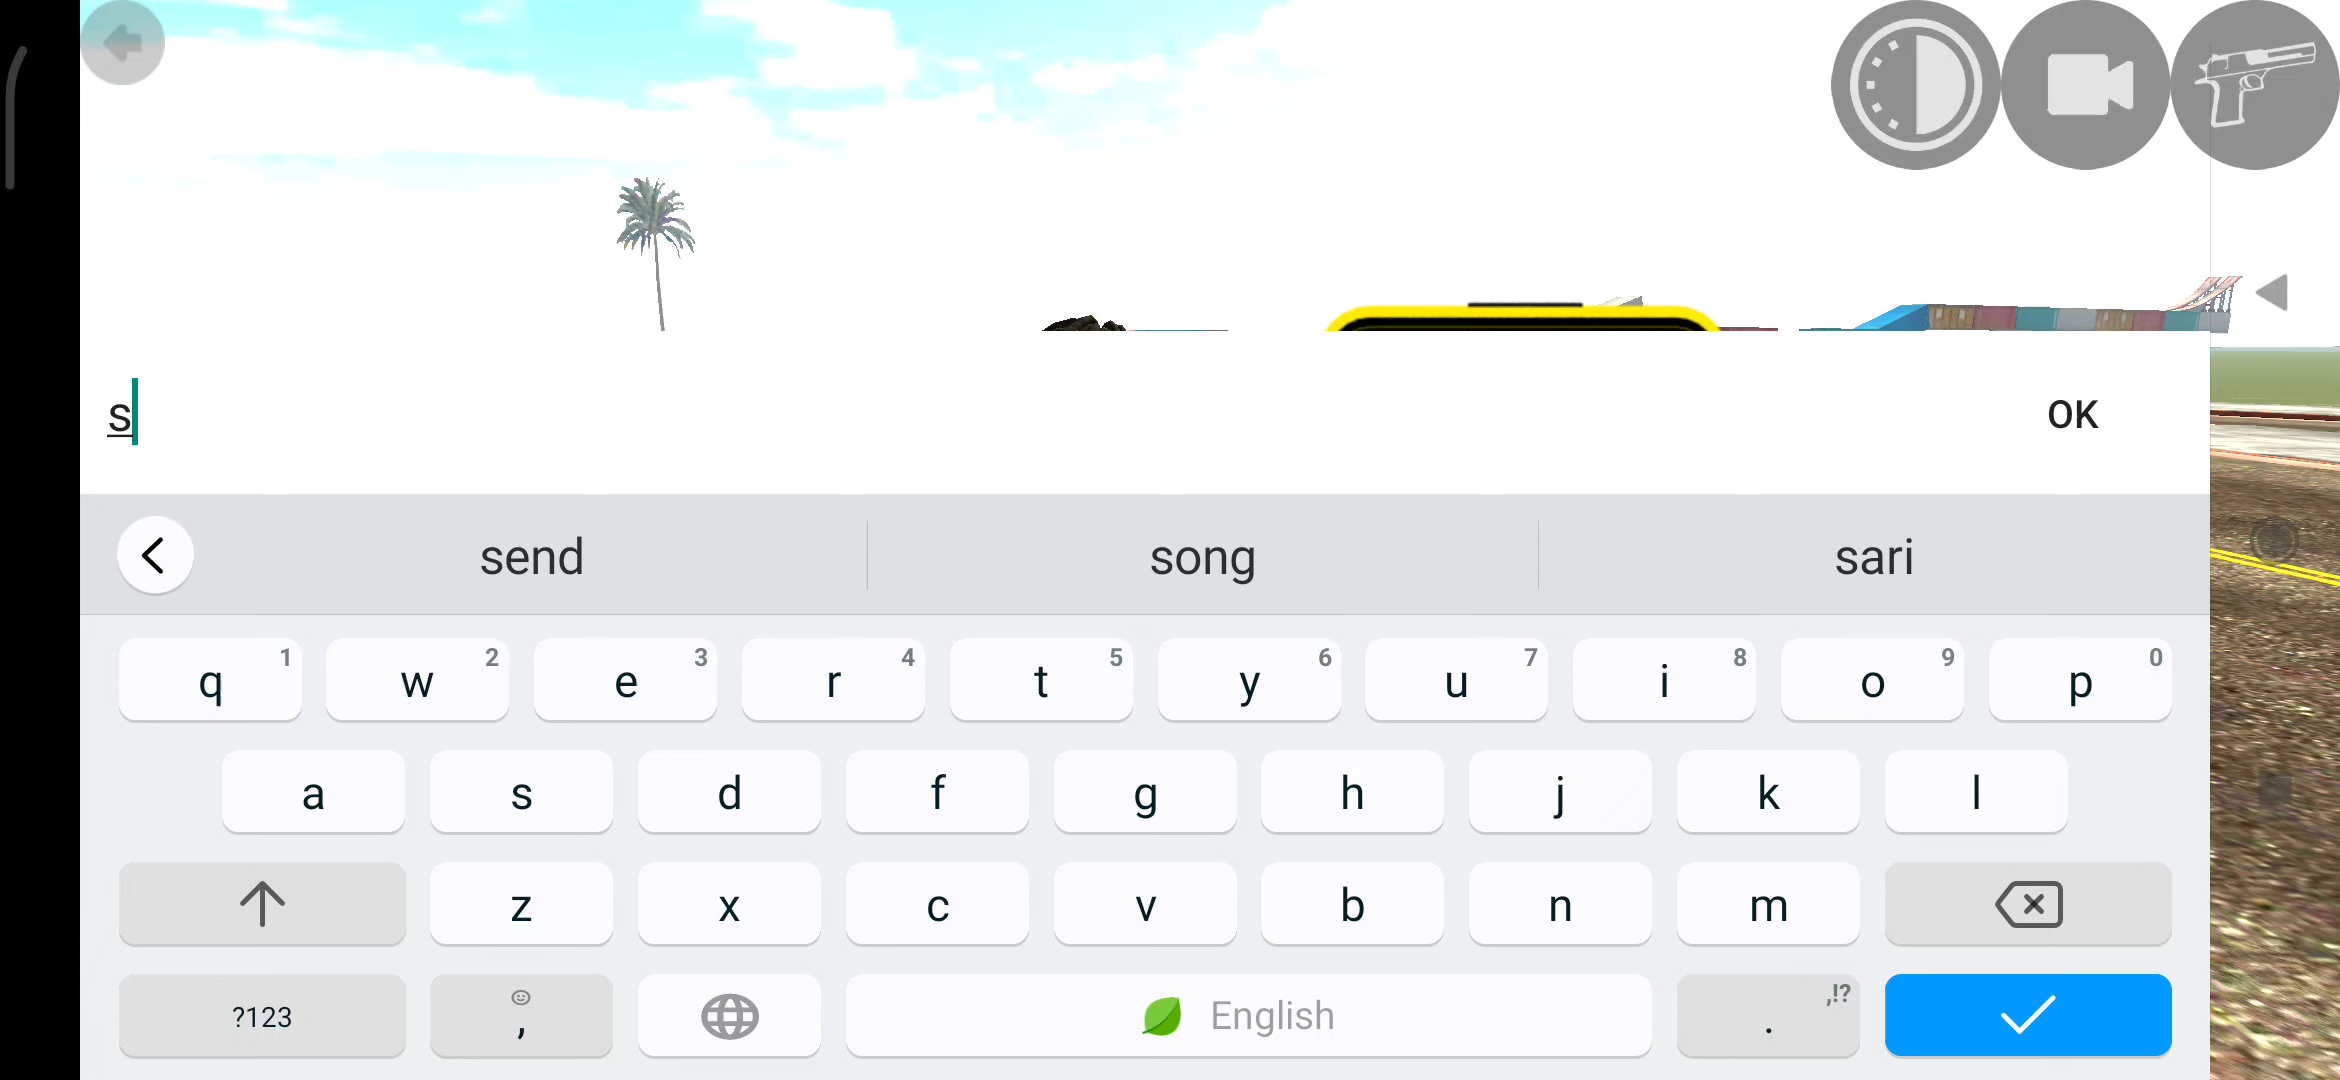 s
OK
send song sari
q 1 w 2 e 3 r 4 t 5 y 6 u 7 i 8 o 9 p 0
a s d f g h j k l
z x c v b n m
?123 , English . ,!?